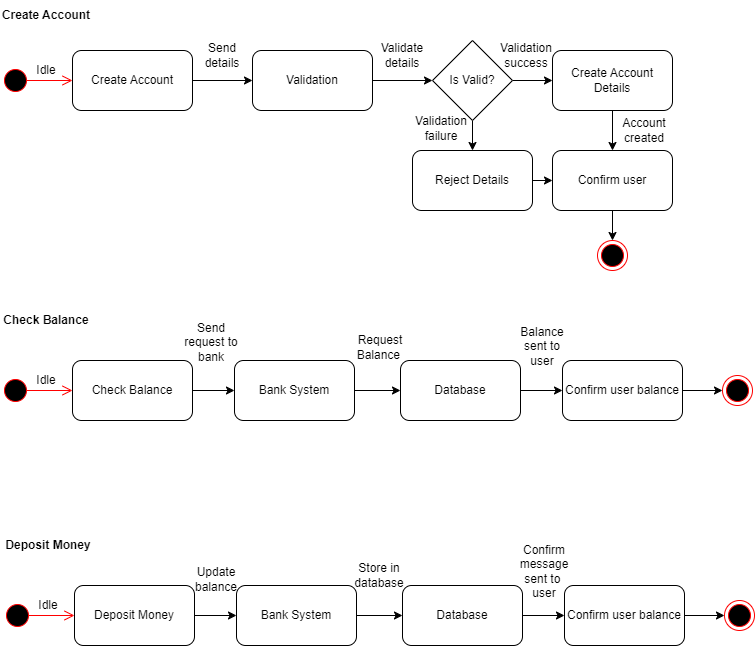 Create Account
Idle
Create Account
Send
details
Validation
Validate
details
Is Valid?
Validation
success
Create Account
Details
Validation
failure
Account
created
Reject Details
Confirm user
Check Balance
Idle
Check Balance
Send
request to
bank
Bank System
Request
Balance
Database
Balance
sent to
user
Confirm user balance
Deposit Money
Idle
Deposit Money
Update
balance
Bank System
Store in
database
Database
Confirm
message
sent to
user
Confirm user balance